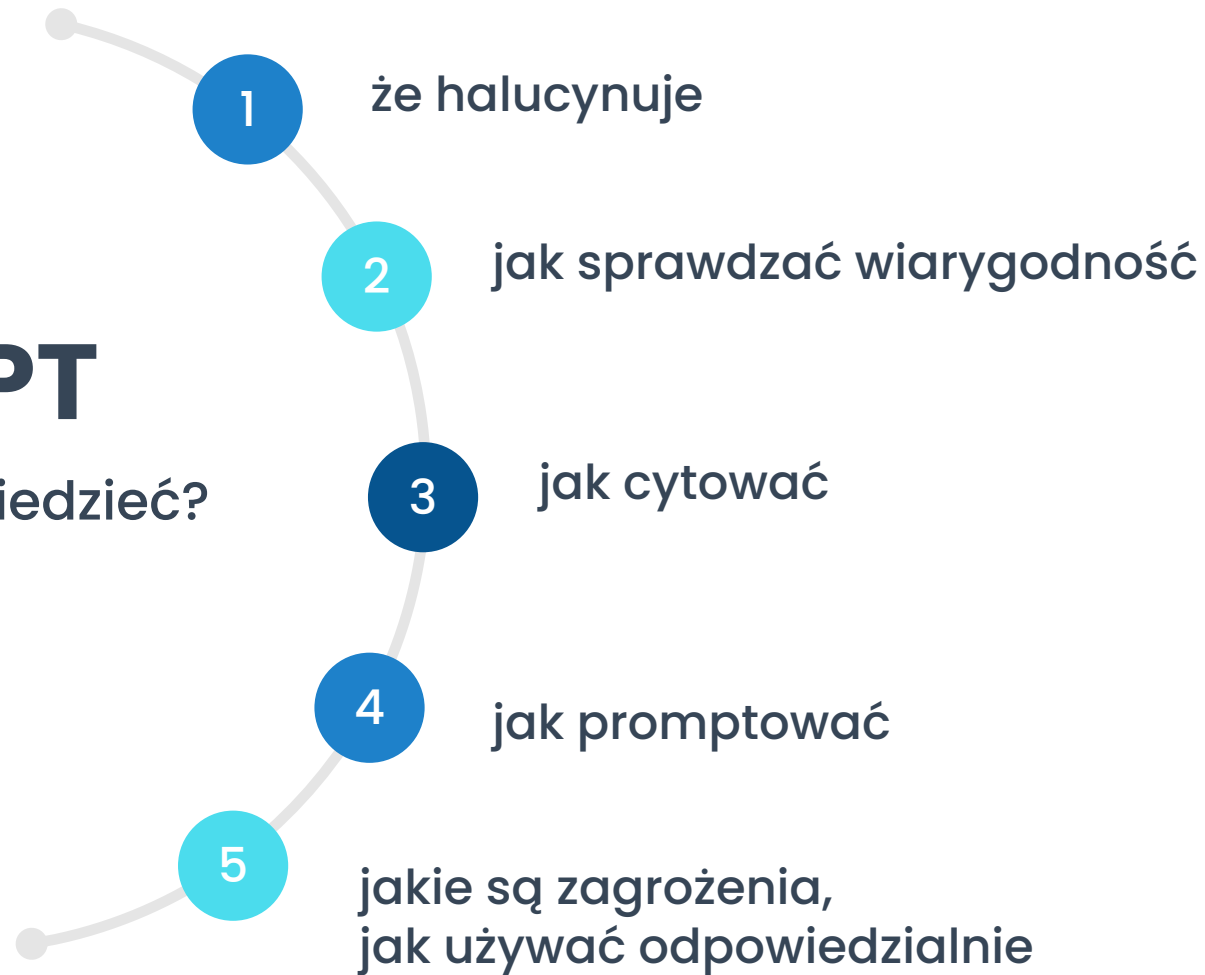 PT
iedzieć?
1
że halucynuje
2
jak sprawdzać wiarygodność
3
jak cytować
4
jak promptować
5
jakie są zagrożenia,
jak używać odpowiedzialnie